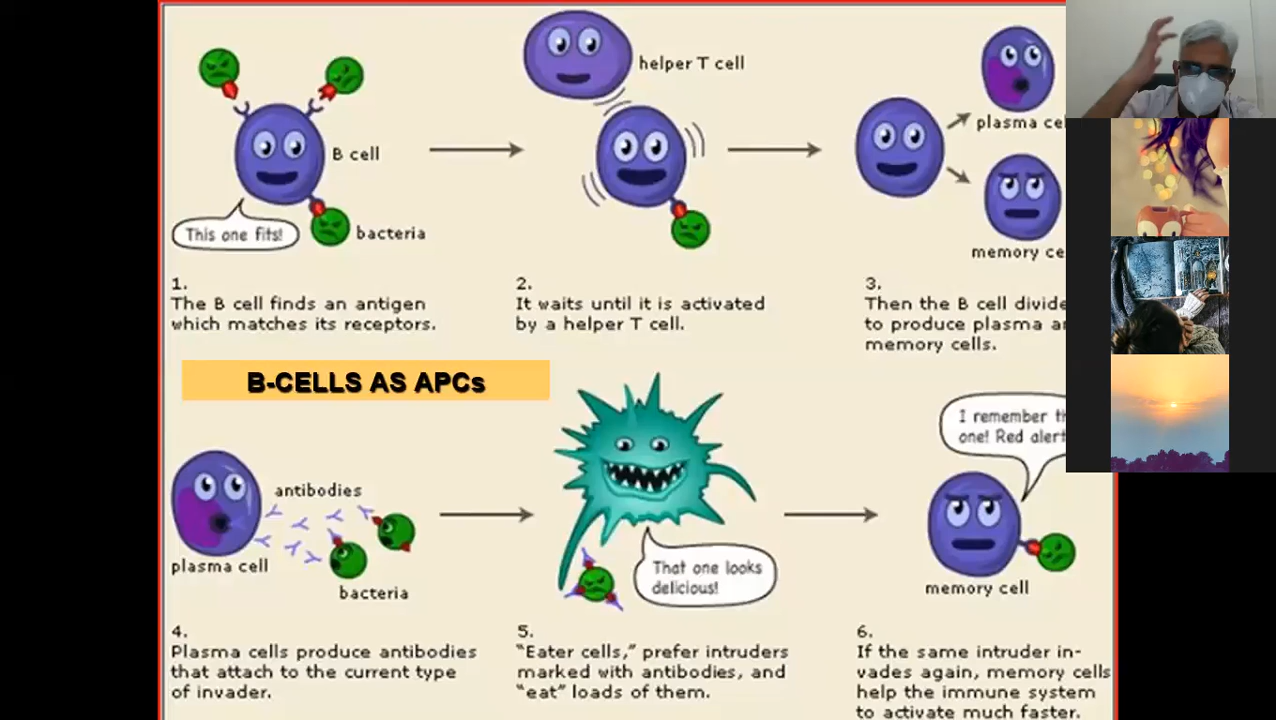 helper T cell
plasma
B cell
This one fits!
bacteria
memory
1.
The B cell finds an antigen
which matches its receptors.
2.
It waits until it is activated
by a helper T cell.
3.
Then the B cell
to produce plasma
memory cells.
B-CELLS AS APCs
I remember
one! Red
antibodies
plasma cell
bacteria
That one looks
delicious!
memory cell
4.
Plasma cells produce antibodies
that attach to the current type
of invader.
5.
"Eater cells,” prefer intruders
marked with antibodies, and
"eat” loads of them.
6.
If the same intruder in-
vades again, memory cells
help the immune system
to activate much faster.